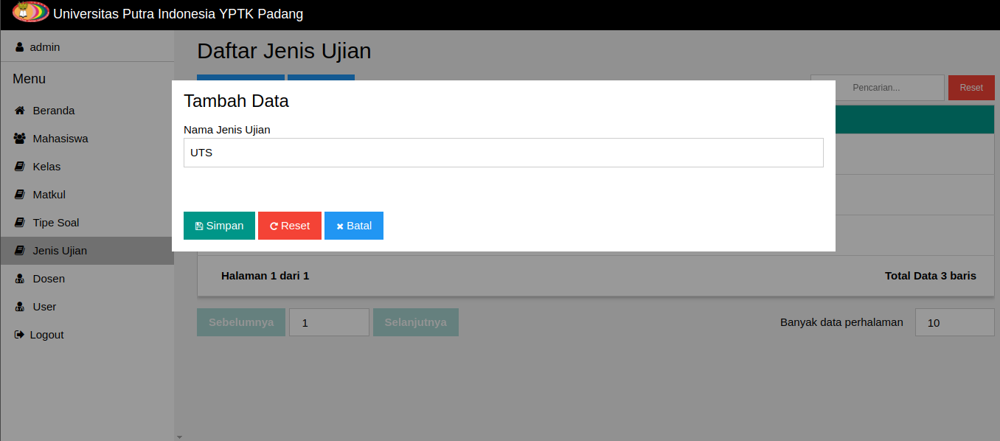 Universitas Putra Indonesia YPTK Padang
admin
Menu
Beranda
Mahasiswa
Kelas
Matkul
Tipe Soal
Jenis Ujian
Dosen
User
Logout
Daftar Jenis Ujian
Pencarian...
Reset
Tambah Data
Nama Jenis Ujian
UTS
Simpan
Reset
Batal
Halaman 1 dari 1
Total Data 3 baris
Sebelumnya
1
Selanjutnya
Banyak data perhalaman
10